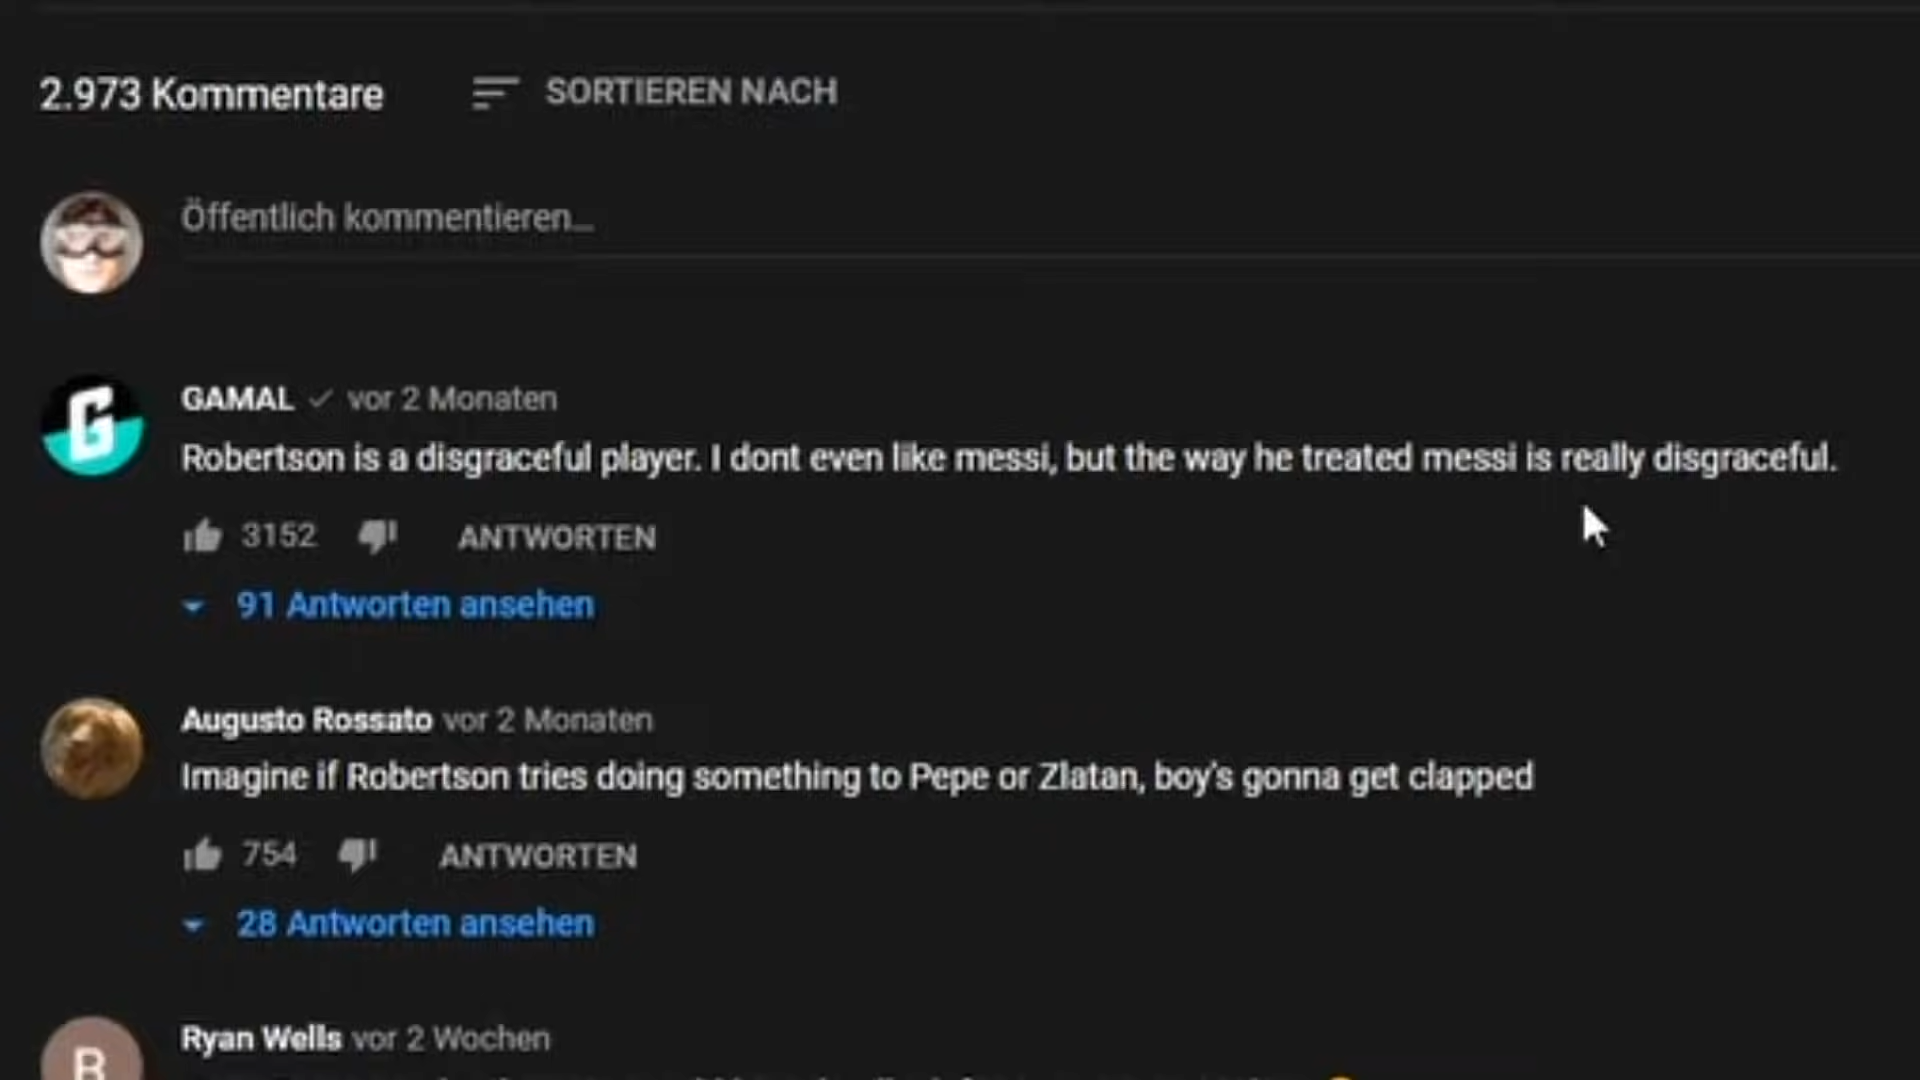 2.973 Kommentare SORTIEREN NACH
Öffentlich kommentieren...
GAMAL vor 2 Monaten
Robertson is a disgraceful player. I dont even like messi, but the way he treated messi is really disgraceful.
3152 ANTWORTEN
91 Antworten ansehen
Augusto Rossato vor 2 Monaten
Imagine if Robertson tries doing something to Pepe or Zlatan, boy's gonna get clapped
754 ANTWORTEN
28 Antworten ansehen
Ryan Wells vor 2 Wochen